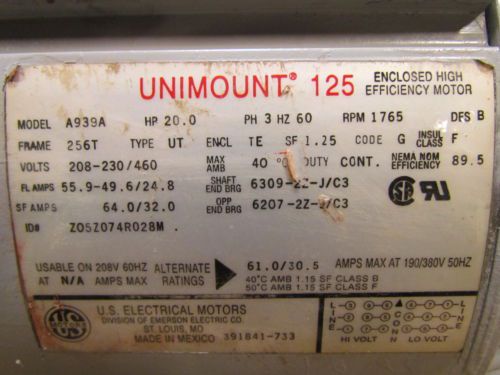 UNIMOUNT® 125 ENCLOSED HIGH EFFICIENCY MOTOR
MODEL A939A HP 20.0 PH 3 HZ 60 RPM 1765 DFS B
FRAME 256T TYPE UT ENCL TE SF 1.25 CODE G INSUL CLASS F
VOLTS 208-230/460 MAX AMB 40 °C DUTY CONT. NEMA NOM EFFICIENCY 89.5
FL AMPS 55.9-49.6/24.8 SHAFT END BRG 6309-2Z-J/C3
SF AMPS 64.0/32.0 OPP END BRG 6207-2Z-J/C3
ID# Z05Z074R028M
USABLE ON 208V 60HZ AT N/A AMPS MAX
ALTERNATE RATINGS 61.0/30.5 AMPS MAX AT 190/380V 50HZ
40°C AMB 1.15 SF CLASS B
50°C AMB 1.15 SF CLASS F
U.S. MOTORS
U.S. ELECTRICAL MOTORS
DIVISION OF EMERSON ELECTRIC CO.
ST. LOUIS, MO
MADE IN MEXICO 391841-733
LINE CONN LINE
HI VOLT LO VOLT